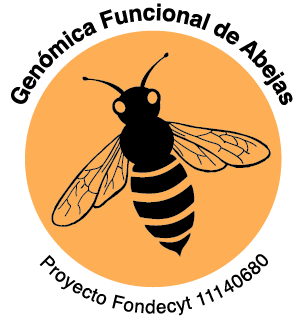 Genómica Funcional de Abejas
Proyecto Fondecyt 11140680